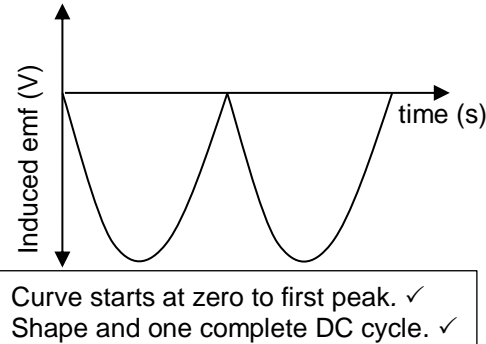 Induced emf (V)
time (s)
Curve starts at zero to first peak. ✓
Shape and one complete DC cycle. ✓